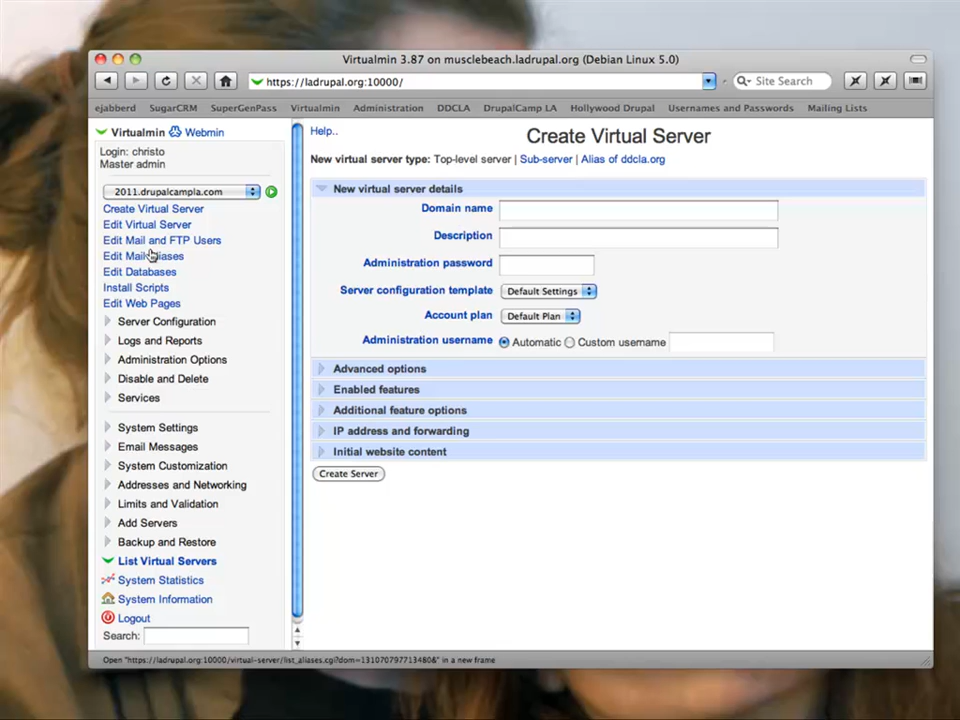 Virtualmin 3.87 on musclebeach.ladrupal.org (Debian Linux 5.0)
https://ladrupal.org:10000/
Site Search
ejabberd SugarCRM SuperGenPass Virtualmin Administration DDCLA DrupalCamp LA Hollywood Drupal Usernames and Passwords Mailing Lists
Virtualmin Webmin
Login: christo
Master admin
2011.drupalcampla.com
Create Virtual Server
Edit Virtual Server
Edit Mail and FTP Users
Edit Mail Aliases
Edit Databases
Install Scripts
Edit Web Pages
Server Configuration
Logs and Reports
Administration Options
Disable and Delete
Services
System Settings
Email Messages
System Customization
Addresses and Networking
Limits and Validation
Add Servers
Backup and Restore
List Virtual Servers
System Statistics
System Information
Logout
Search:
Help..
Create Virtual Server
New virtual server type: Top-level server | Sub-server | Alias of ddcla.org
New virtual server details
Domain name
Description
Administration password
Server configuration template Default Settings
Account plan Default Plan
Administration username Automatic Custom username
Advanced options
Enabled features
Additional feature options
IP address and forwarding
Initial website content
Create Server
Open "https://ladrupal.org:10000/virtual-server/list_aliases.cgi?dom=1310707977134808" in a new frame